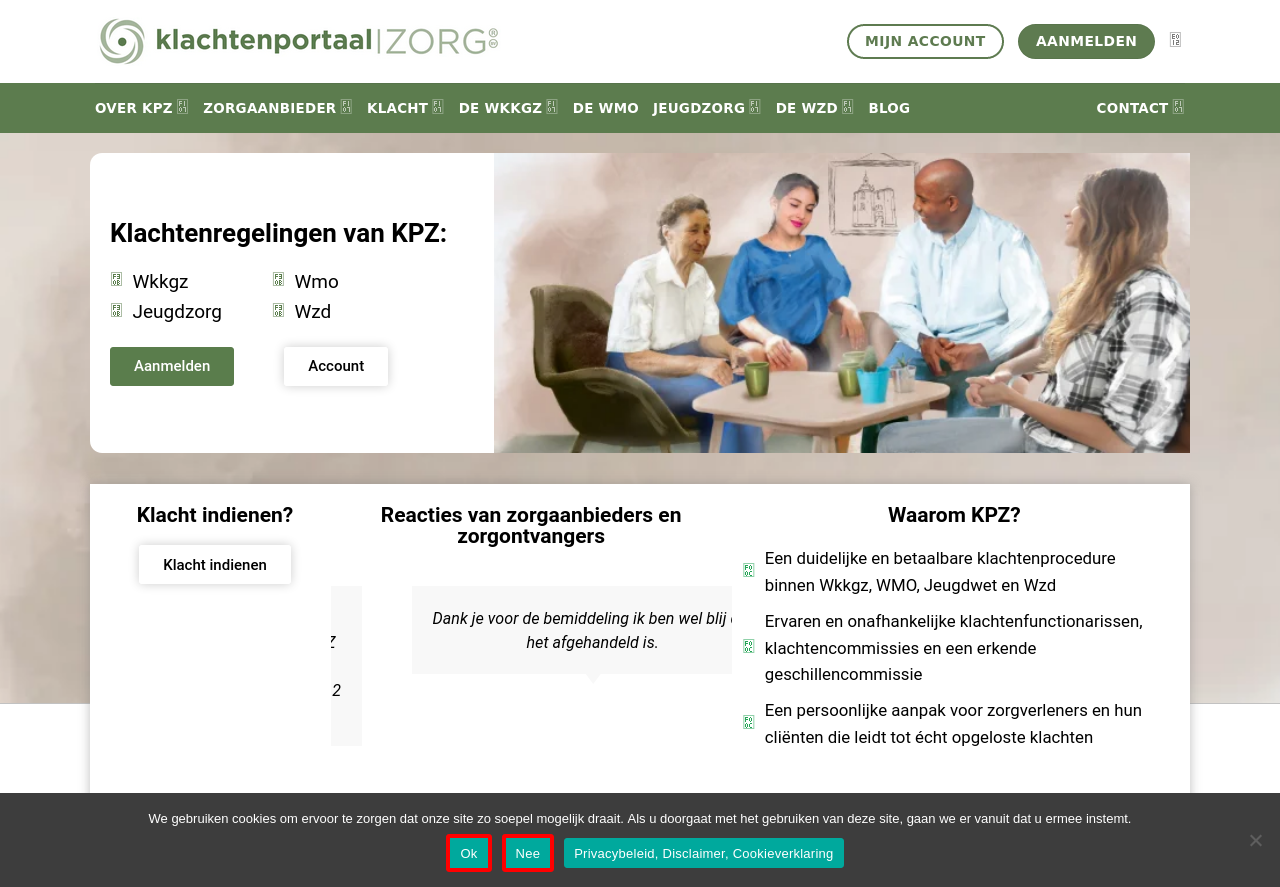 klachtenportaal ZORG®
MIJN ACCOUNT
AANMELDEN
OVER KPZ
ZORGAANBIEDER
KLACHT
DE WKKGZ
DE WMO
JEUGDZORG
DE WZD
BLOG
CONTACT
Klachtenregelingen van KPZ:
Wkkgz
Wmo
Jeugdzorg
Wzd
Aanmelden
Account
Klacht indienen?
Klacht indienen
Reacties van zorgaanbieders en
zorgontvangers
Dank je voor de bemiddeling ik ben wel blij
het afgehandeld is.
2
Waarom KPZ?
Een duidelijke en betaalbare klachtenprocedure
binnen Wkkgz, WMO, Jeugdwet en Wzd
Ervaren en onafhankelijke klachtenfunctionarissen,
klachtencommissies en een erkende
geschillencommissie
Een persoonlijke aanpak voor zorgverleners en hun
cliënten die leidt tot écht opgeloste klachten
We gebruiken cookies om ervoor te zorgen dat onze site zo soepel mogelijk draait. Als u doorgaat met het gebruiken van deze site, gaan we er vanuit dat u ermee instemt.
Ok
Nee
Privacybeleid, Disclaimer, Cookieverklaring